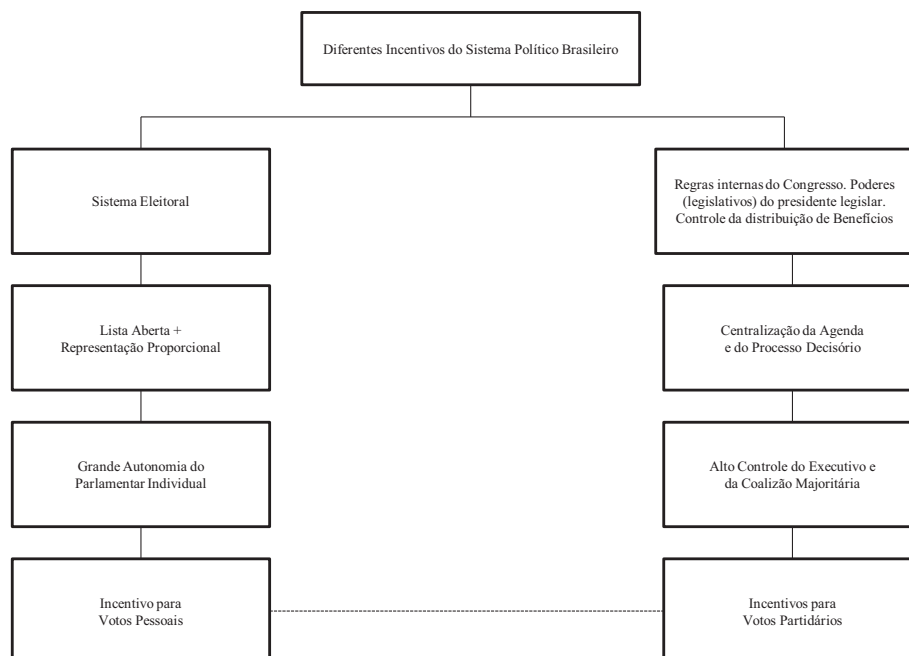 Diferentes Incentivos do Sistema Político Brasileiro
Sistema Eleitoral
Lista Aberta +
Representação Proporcional
Grande Autonomia do
Parlamentar Individual
Incentivo para
Votos Pessoais
Regras internas do Congresso. Poderes
(legislativos) do presidente legislar.
Controle da distribuição de Benefícios
Centralização da Agenda
e do Processo Decisório
Alto Controle do Executivo e
da Coalizão Majoritária
Incentivos para
Votos Partidários